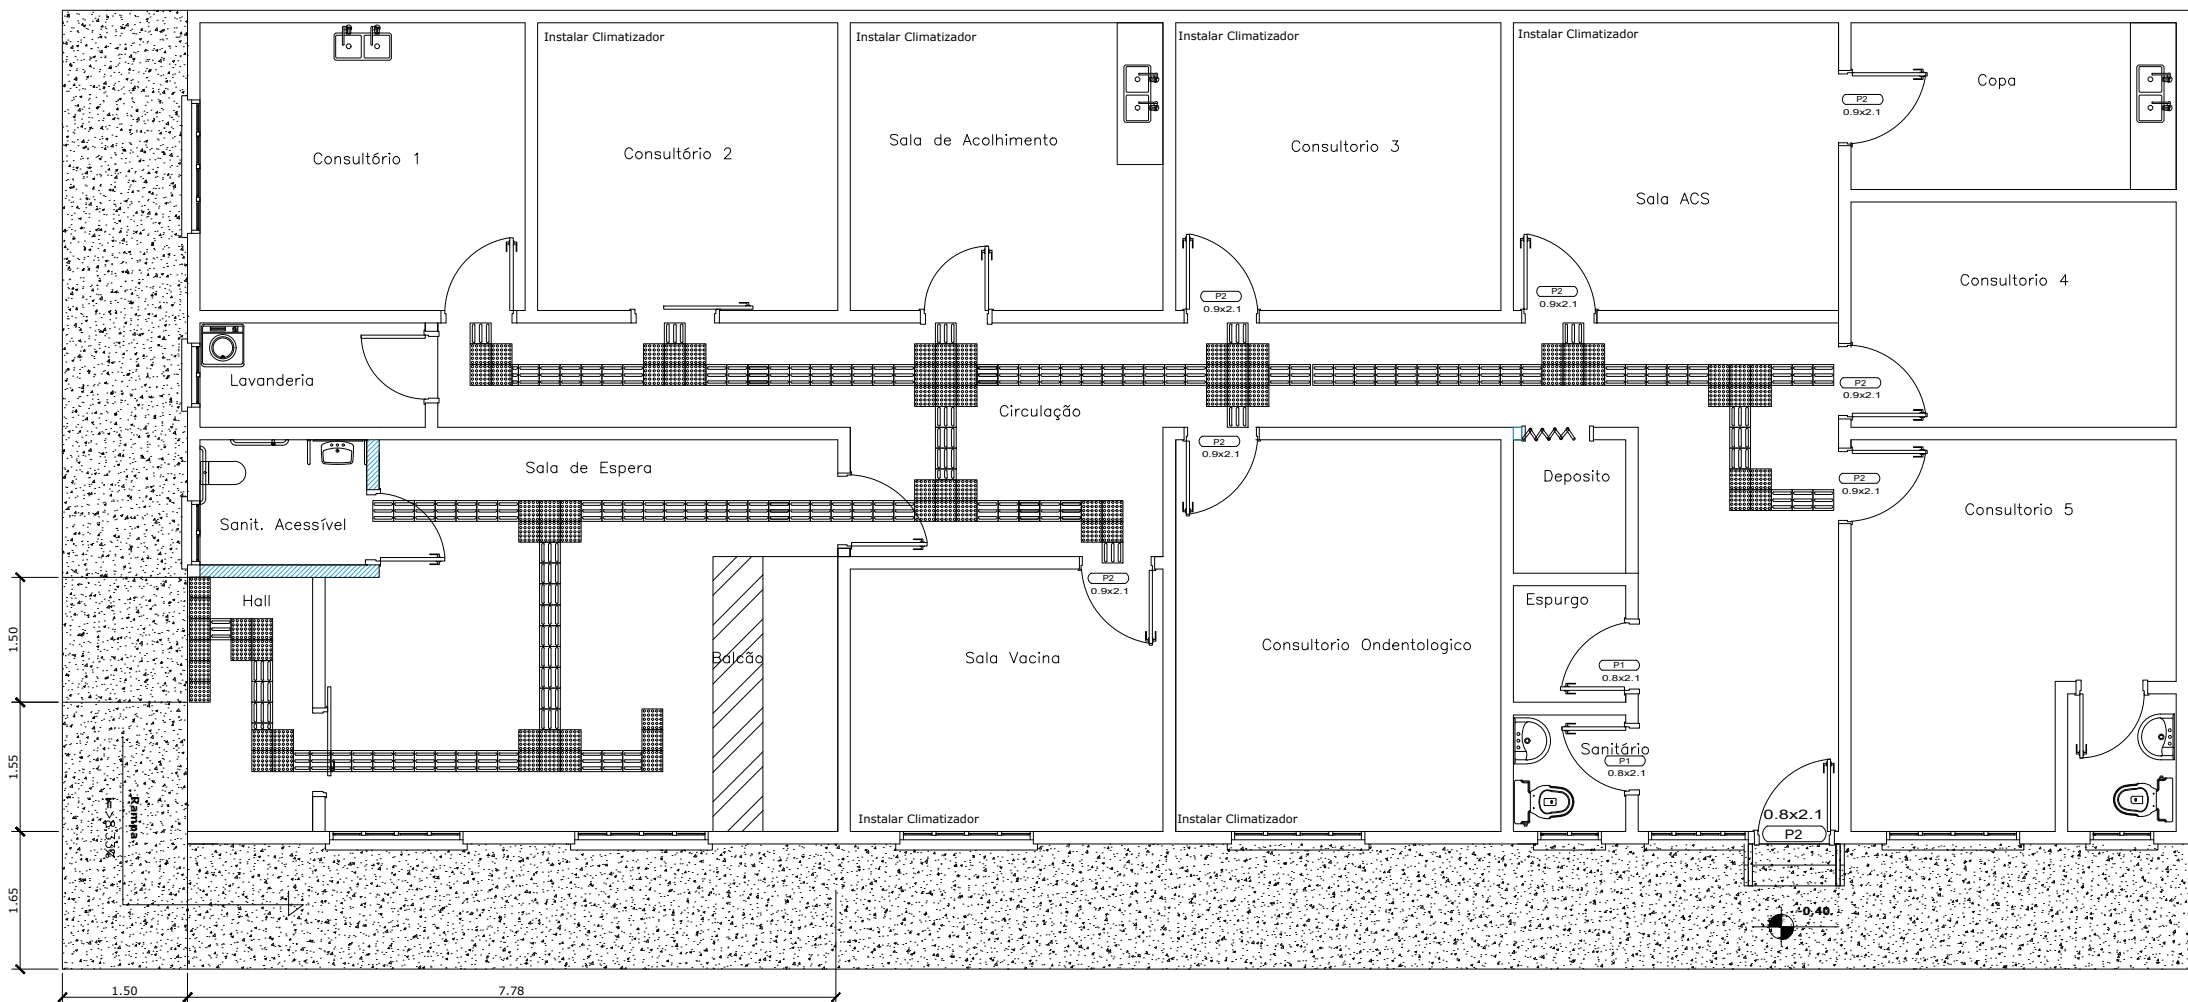 Instalar Climatizador
Instalar Climatizador
Instalar Climatizador
Instalar Climatizador
Copa
P2
0.9x2.1
Consultório 1
Consultório 2
Sala de Acolhimento
Consultorio 3
Sala ACS
Consultorio 4
P2
0.9x2.1
P2
0.9x2.1
Lavanderia
Circulação
P2
0.9x2.1
P2
0.9x2.1
Sala de Espera
Deposito
P2
0.9x2.1
Sanit. Acessível
Consultorio 5
P2
0.9x2.1
Hall
Espurgo
Balcão
Sala Vacina
Consultorio Ondentologico
P1
0.8x2.1
Sanitário
P1
0.8x2.1
Instalar Climatizador
Instalar Climatizador
0.8x2.1
P2
1.50
1.55
1.65
Rampa
-0,40
1.50
7.78